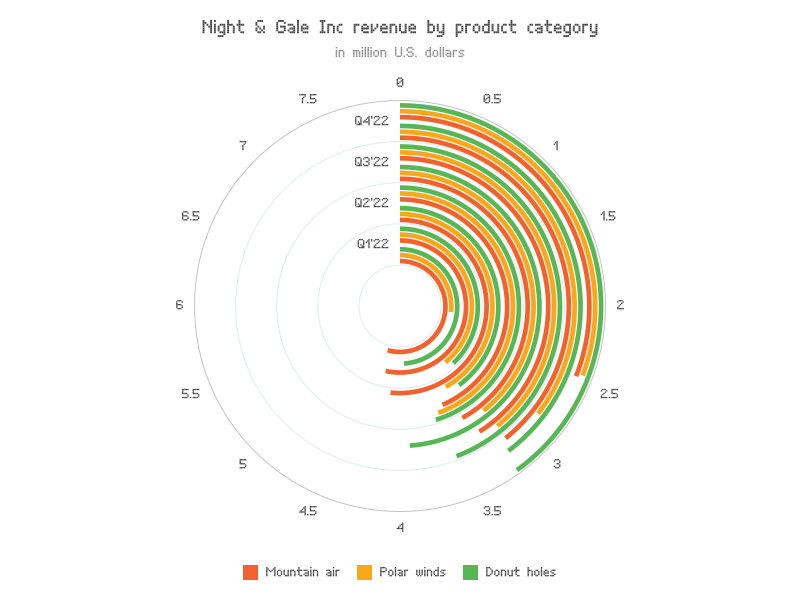 Night & Gale Inc revenue by product category
in million U.S. dollars
0
0.5
1
1.5
2
2.5
3
3.5
4
4.5
5
5.5
6
6.5
7
7.5
Q4'22
Q3'22
Q2'22
Q1'22
Mountain air
Polar winds
Donut holes